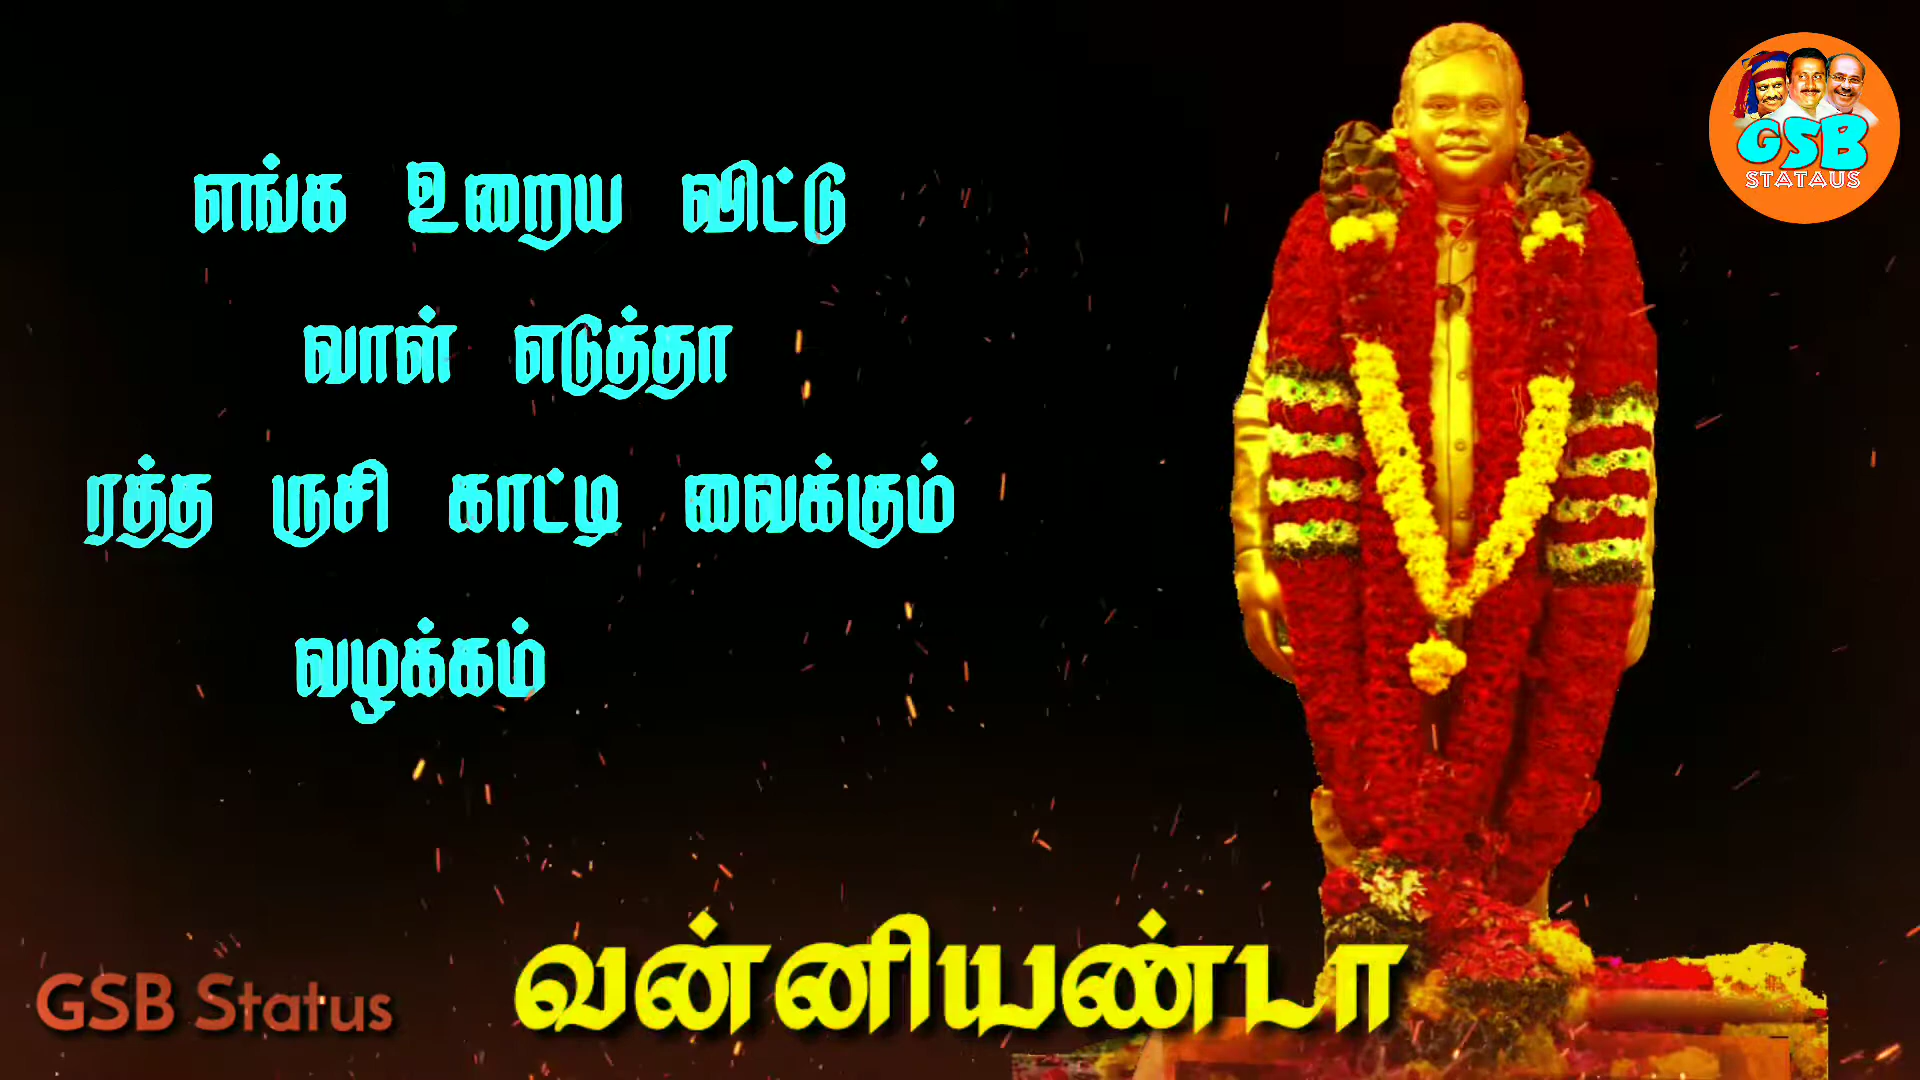 எங்க உறைய விட்டு
வாள் எடுத்தா
ரத்த ருசி காட்டி வைக்கும்
வழக்கம்
வன்னியண்டா
GSB Status
GSB
STATAUS